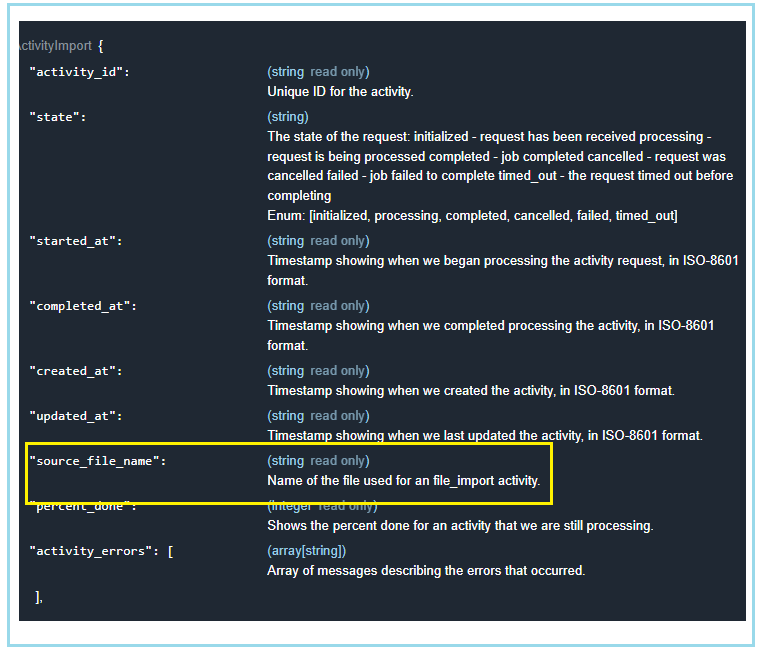 ActivityImport {
"activity_id": (string read only)
Unique ID for the activity.
"state": (string)
The state of the request: initialized - request has been received processing -
request is being processed completed - job completed cancelled - request was
cancelled failed - job failed to complete timed_out - the request timed out before
completing
Enum: [initialized, processing, completed, cancelled, failed, timed_out]
"started_at": (string read only)
Timestamp showing when we began processing the activity request, in ISO-8601
format.
"completed_at": (string read only)
Timestamp showing when we completed processing the activity, in ISO-8601
format.
"created_at": (string read only)
Timestamp showing when we created the activity, in ISO-8601 format.
"updated_at": (string read only)
Timestamp showing when we last updated the activity, in ISO-8601 format.
"source_file_name": (string read only)
Name of the file used for an file_import activity.
"percent_done": (integer read only)
Shows the percent done for an activity that we are still processing.
"activity_errors": [ (array[string])
Array of messages describing the errors that occurred.
],